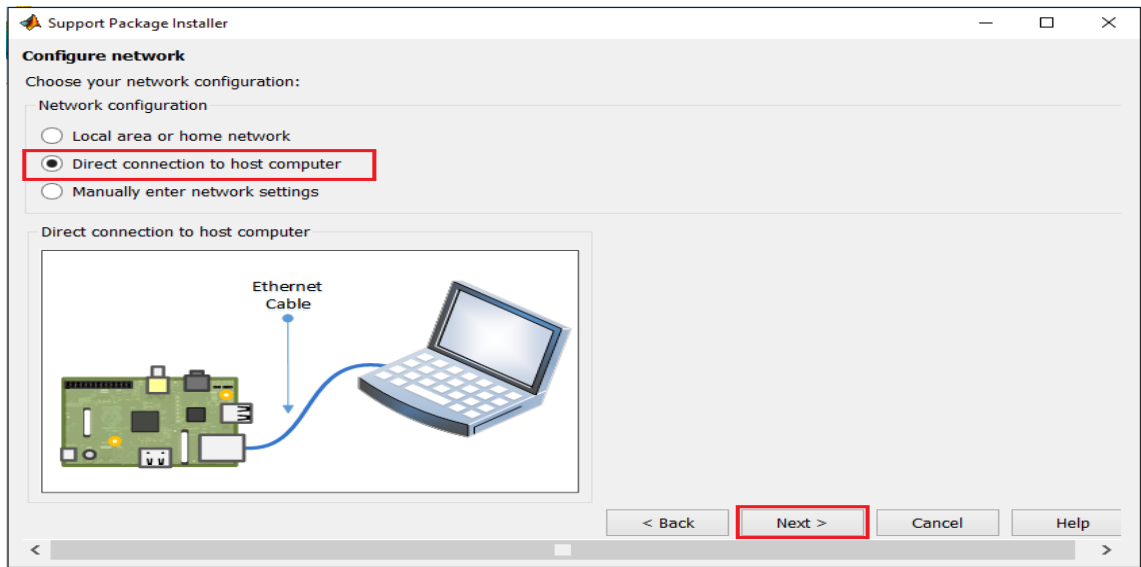 Support Package Installer
Configure network
Choose your network configuration:
Network configuration
Local area or home network
Direct connection to host computer
Manually enter network settings
Direct connection to host computer
Ethernet
Cable
< Back
Next >
Cancel
Help